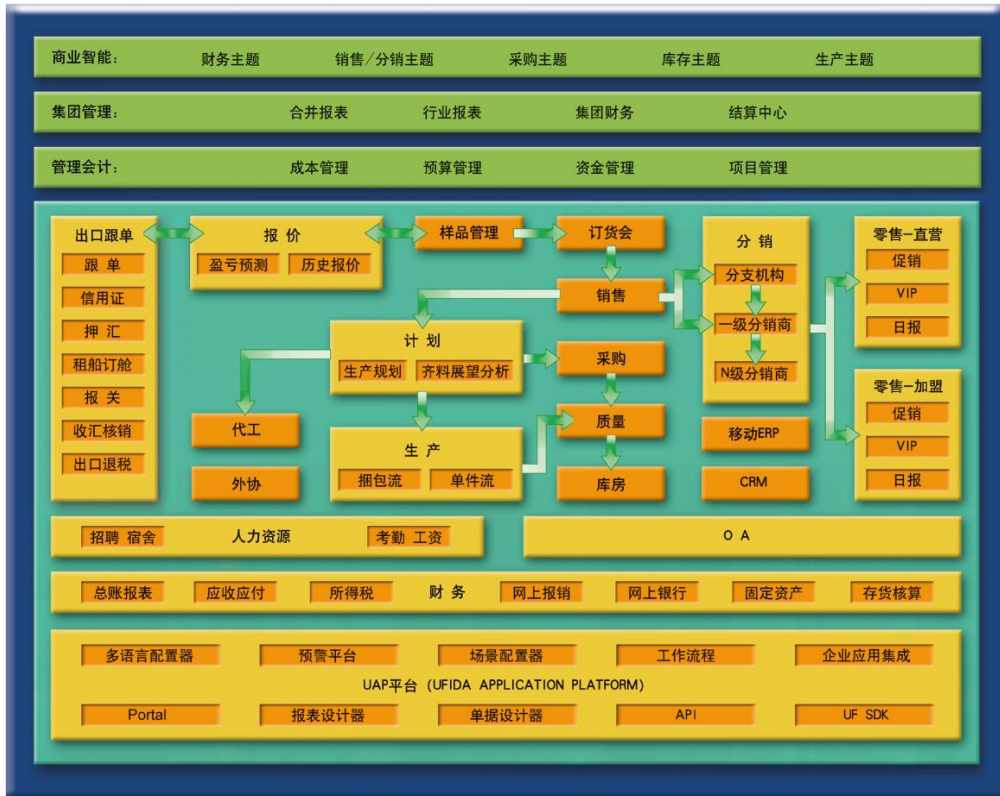 商业智能： 财务主题 销售/分销主题 采购主题 库存主题 生产主题
集团管理： 合并报表 行业报表 集团财务 结算中心
管理会计： 成本管理 预算管理 资金管理 项目管理
出口跟单
跟 单
信用证
押 汇
租船订舱
报 关
收汇核销
出口退税
报 价
盈亏预测 历史报价
样品管理
订货会
销售
计 划
生产规划 齐料展望分析
采购
代工
外协
生 产
捆包流 单件流
质量
库房
分 销
分支机构
一级分销商
N级分销商
移动ERP
CRM
零售—直营
促销
VIP
日报
零售—加盟
促销
VIP
日报
招聘 宿舍 人力资源 考勤 工资
O A
总账报表 应收应付 所得税 财 务 网上报销 网上银行 固定资产 存货核算
多语言配置器 预警平台 场景配置器 工作流程 企业应用集成
UAP平台（UFIDA APPLICATION PLATFORM）
Portal 报表设计器 单据设计器 API UF SDK